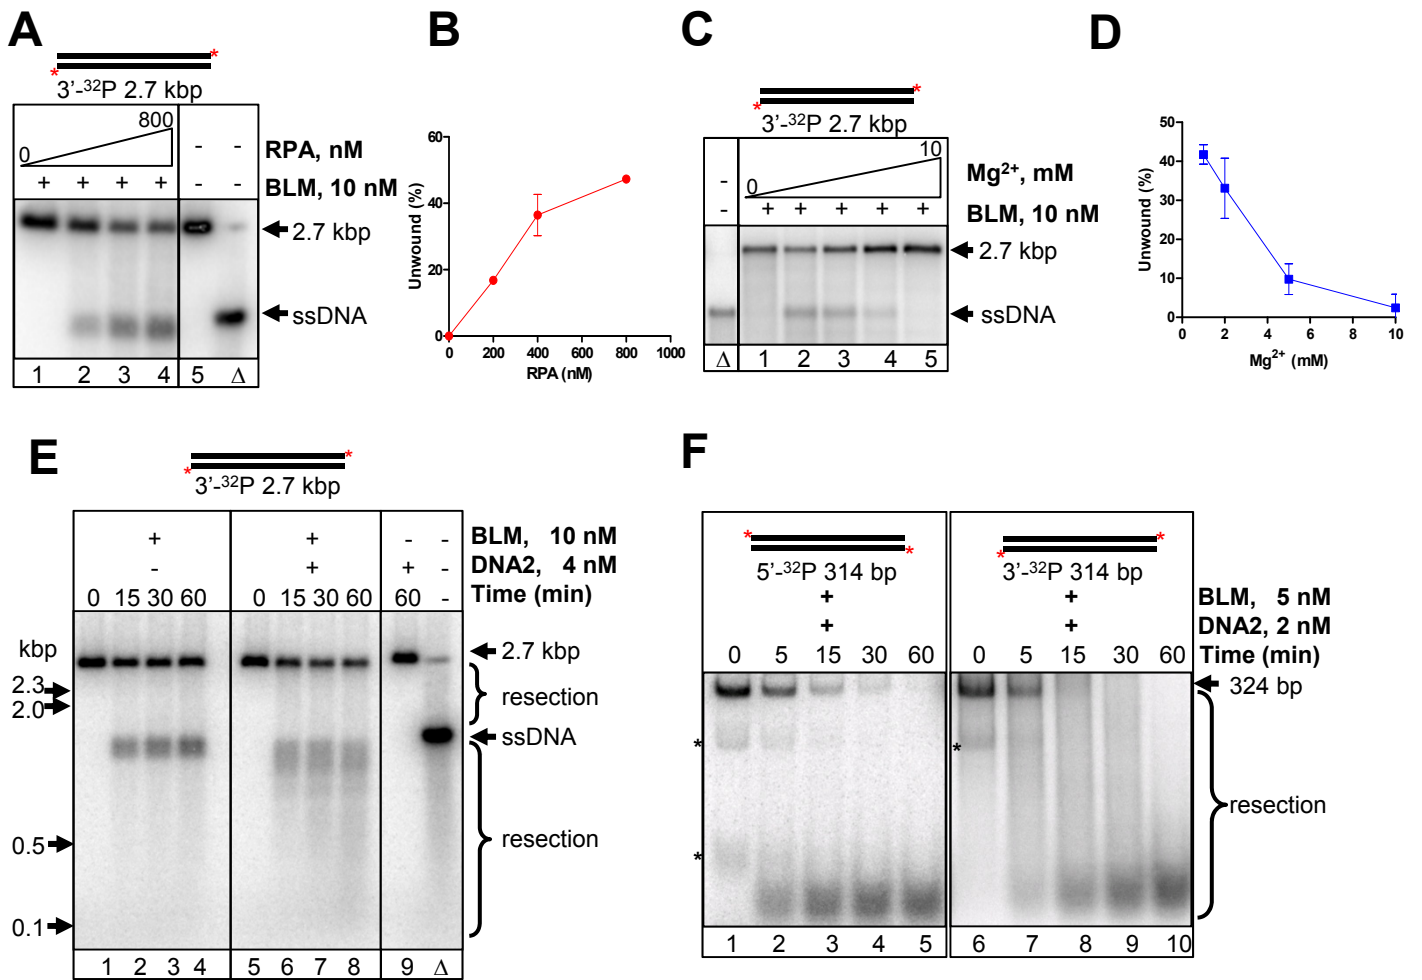 A
3’-³²P 2.7 kbp
0 800 - -
RPA, nM
+ + + + - -
BLM, 10 nM
2.7 kbp
ssDNA
1 2 3 4 5 Δ
B
Unwound (%)
60
40
20
0
0 200 400 600 800 1000
RPA (nM)
C
3’-³²P 2.7 kbp
- 0 10
Mg²⁺, mM
- + + + + +
BLM, 10 nM
2.7 kbp
ssDNA
Δ 1 2 3 4 5
D
Unwound (%)
50
40
30
20
10
0
0 2 4 6 8 10
Mg²⁺ (mM)
E
3’-³²P 2.7 kbp
+ + - - BLM, 10 nM
- + + - DNA2, 4 nM
0 15 30 60 0 15 30 60 60 - Time (min)
kbp
2.7 kbp
2.3
resection
2.0
ssDNA
resection
0.5
0.1
1 2 3 4 5 6 7 8 9 Δ
F
* *
* *
5’-³²P 314 bp 3’-³²P 314 bp
+ + BLM, 5 nM
+ + DNA2, 2 nM
0 5 15 30 60 0 5 15 30 60 Time (min)
324 bp
* *
resection
*
1 2 3 4 5 6 7 8 9 10